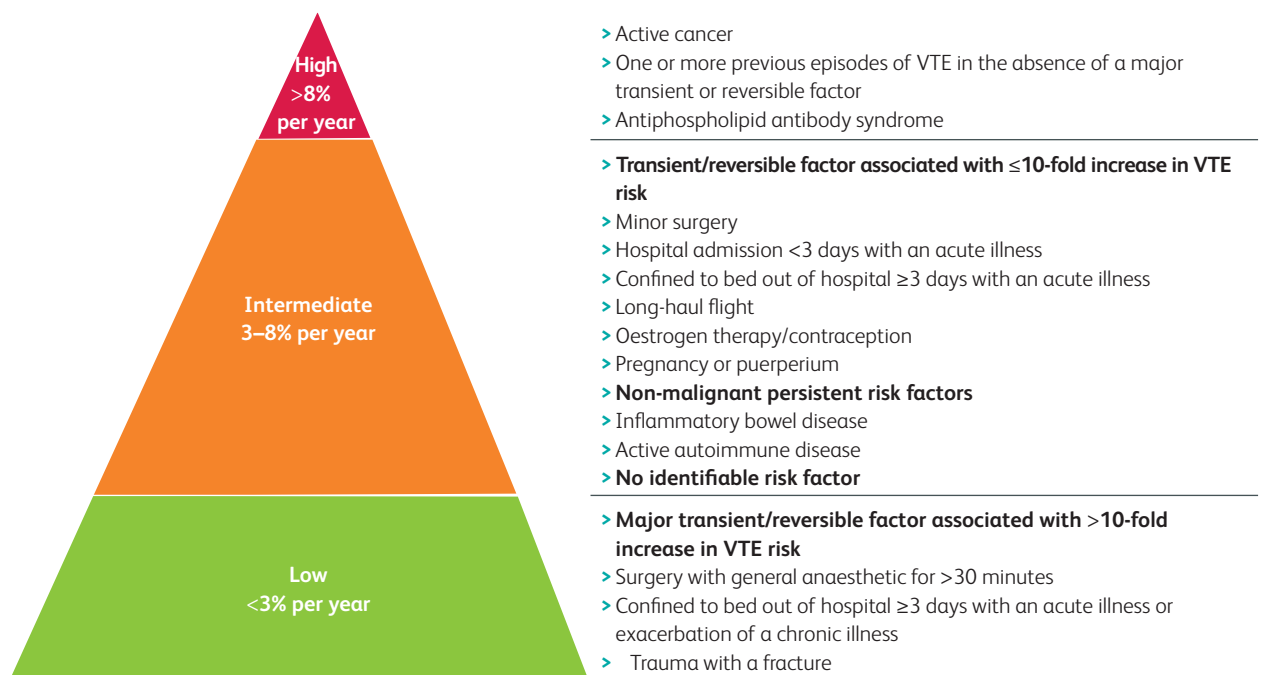 High
>8%
per year
> Active cancer
> One or more previous episodes of VTE in the absence of a major
transient or reversible factor
> Antiphospholipid antibody syndrome
Intermediate
3–8% per year
> Transient/reversible factor associated with ≤10-fold increase in VTE
risk
> Minor surgery
> Hospital admission <3 days with an acute illness
> Confined to bed out of hospital ≥3 days with an acute illness
> Long-haul flight
> Oestrogen therapy/contraception
> Pregnancy or puerperium
> Non-malignant persistent risk factors
> Inflammatory bowel disease
> Active autoimmune disease
> No identifiable risk factor
Low
<3% per year
> Major transient/reversible factor associated with >10-fold
increase in VTE risk
> Surgery with general anaesthetic for >30 minutes
> Confined to bed out of hospital ≥3 days with an acute illness or
exacerbation of a chronic illness
> Trauma with a fracture